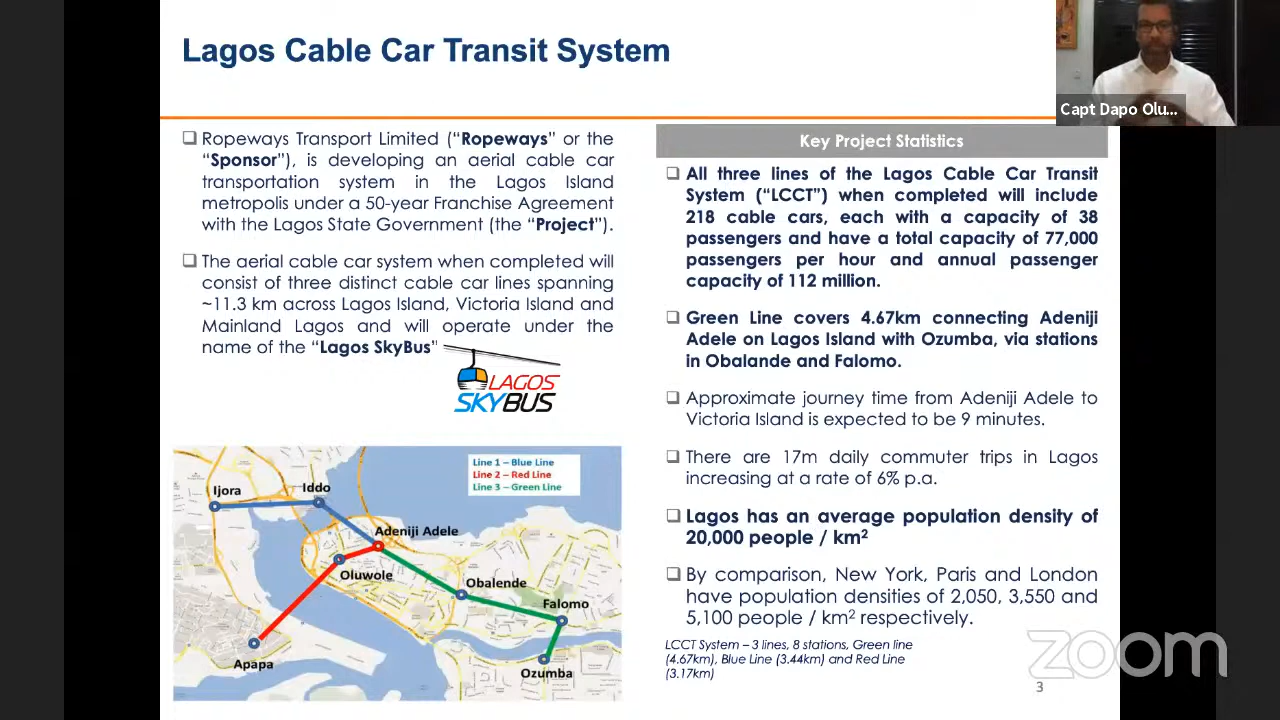 Lagos Cable Car Transit System
Capt Dapo Olu...
Ropeways Transport Limited (“Ropeways” or the
“Sponsor”), is developing an aerial cable car
transportation system in the Lagos Island
metropolis under a 50-year Franchise Agreement
with the Lagos State Government (the “Project”).
The aerial cable car system when completed will
consist of three distinct cable car lines spanning
~11.3 km across Lagos Island, Victoria Island and
Mainland Lagos and will operate under the
name of the “Lagos SkyBus”
LAGOS
SKYBUS
Line 1 – Blue Line
Line 2 – Red Line
Line 3 – Green Line
Ijora
Iddo
Adeniji Adele
Oluwole
Obalende
Falomo
Apapa
Ozumba
Key Project Statistics
All three lines of the Lagos Cable Car Transit
System (“LCCT”) when completed will include
218 cable cars, each with a capacity of 38
passengers and have a total capacity of 77,000
passengers per hour and annual passenger
capacity of 112 million.
Green Line covers 4.67km connecting Adeniji
Adele on Lagos Island with Ozumba, via stations
in Obalande and Falomo.
Approximate journey time from Adeniji Adele to
Victoria Island is expected to be 9 minutes.
There are 17m daily commuter trips in Lagos
increasing at a rate of 6% p.a.
Lagos has an average population density of
20,000 people / km²
By comparison, New York, Paris and London
have population densities of 2,050, 3,550 and
5,100 people / km² respectively.
LCCT System – 3 lines, 8 stations, Green line
(4.67km), Blue Line (3.44km) and Red Line
(3.17km)
zoom
3